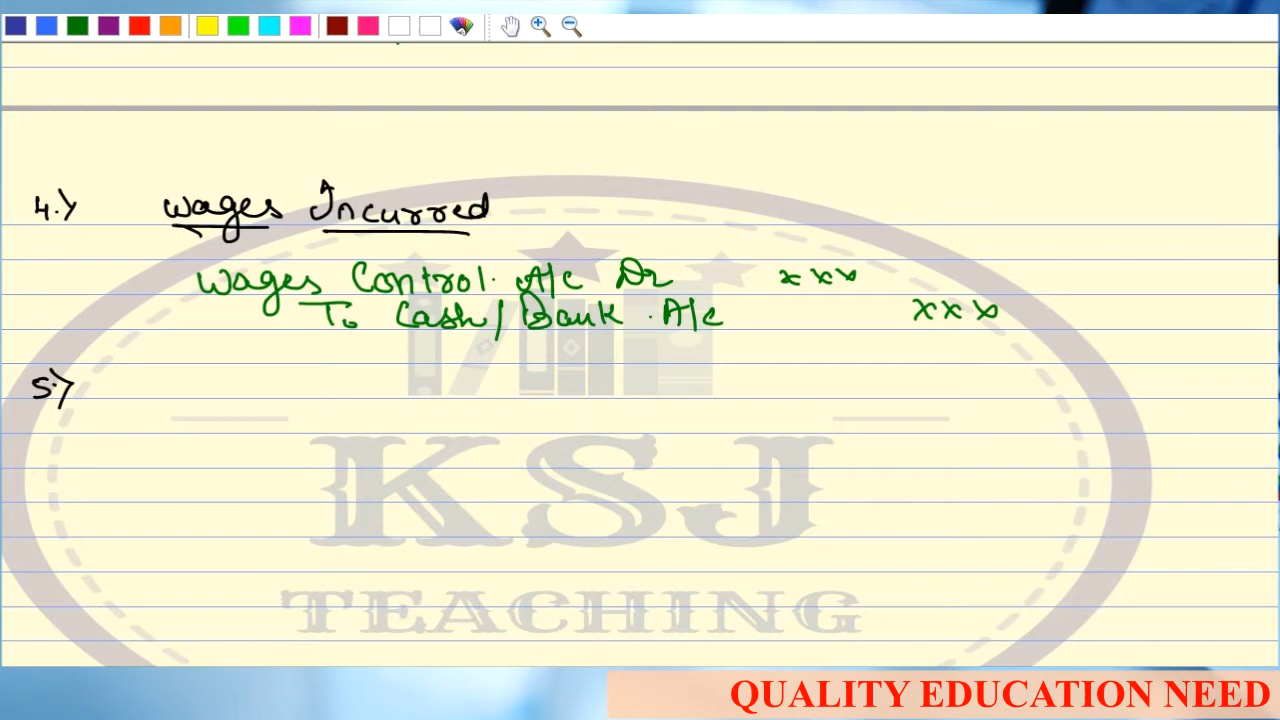 4.) Wages Incurred
Wages Control A/c Dr xxx
To Cash/Bank A/c xxx
5.)
KSJ
TEACHING
QUALITY EDUCATION NEED